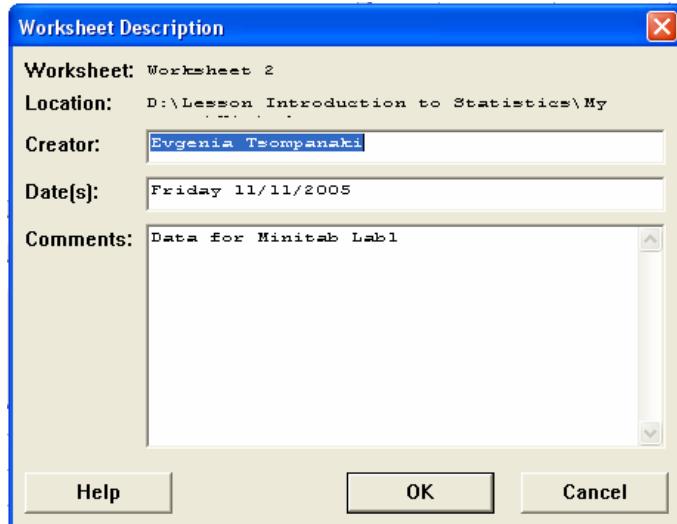 Worksheet Description
Worksheet: Worksheet 2
Location: D:\Lesson Introduction to Statistics\My
Creator: Evgenia Tsompanaki
Date(s): Friday 11/11/2005
Comments: Data for Minitab Lab1
Help OK Cancel